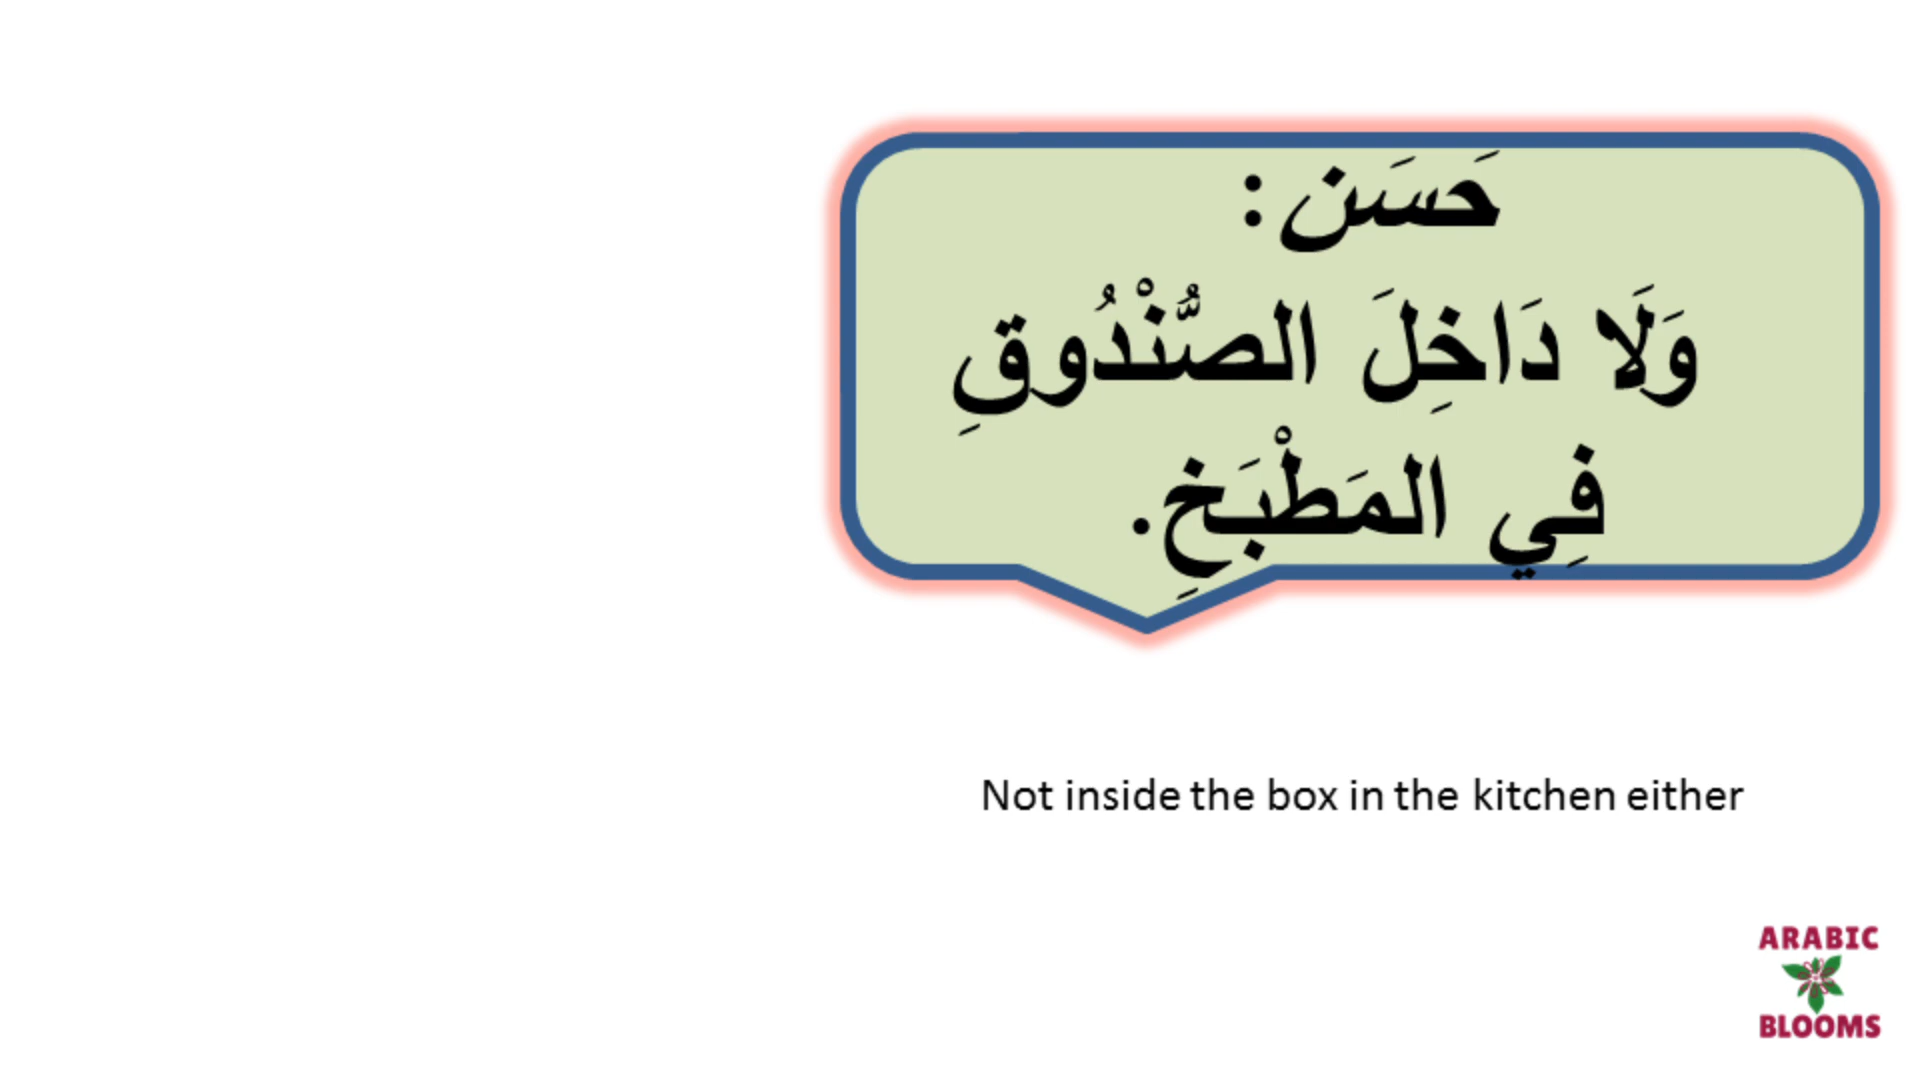 حَسَن:
وَلَا دَاخِلَ الصُّنْدُوقِ
فِي المَطْبَخِ.
Not inside the box in the kitchen either
ARABIC
BLOOMS